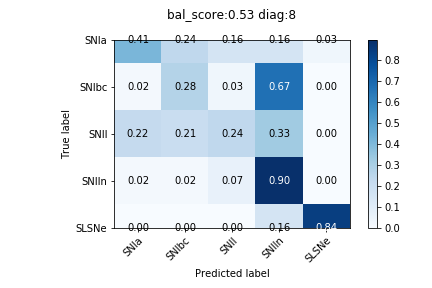 bal_score:0.53 diag:8
SNIa 0.41 0.24 0.16 0.16 0.03
SNIbc 0.02 0.28 0.03 0.67 0.00
SNII 0.22 0.21 0.24 0.33 0.00
SNIIn 0.02 0.02 0.07 0.90 0.00
SLSNe 0.00 0.00 0.00 0.16 0.84
True label
SNIa SNIbc SNII SNIIn SLSNe
Predicted label
0.8
0.7
0.6
0.5
0.4
0.3
0.2
0.1
0.0